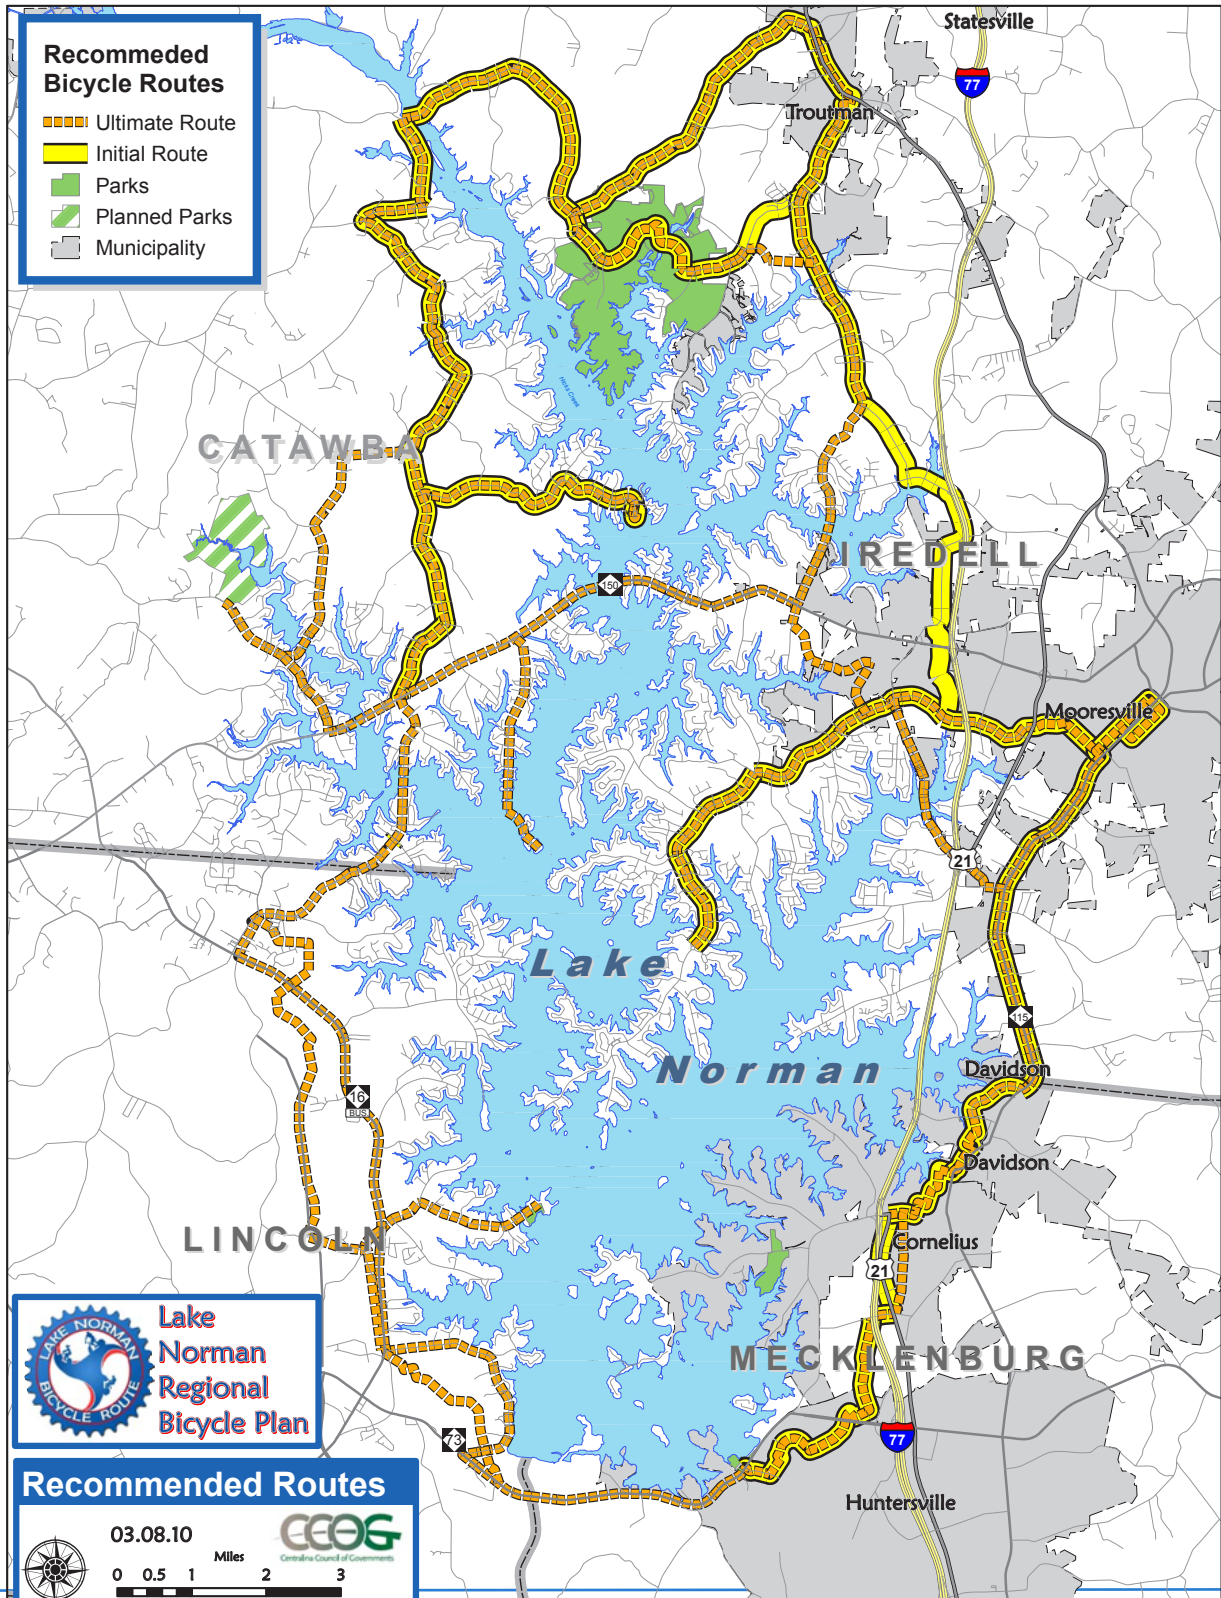 Recommeded
Bicycle Routes
Ultimate Route
Initial Route
Parks
Planned Parks
Municipality
Statesville
77
Troutman
Hicks Creek
CATAWBA
IREDELL
150
Mooresville
21
Lake
Norman
115
Davidson
16
BUS
Davidson
LINCOLN
Cornelius
21
MECKLENBURG
LAKE NORMAN
BICYCLE ROUTE
Lake
Norman
Regional
Bicycle Plan
73
77
Huntersville
Recommended Routes
03.08.10
CCOG
Centralina Council of Governments
Miles
0 0.5 1 2 3